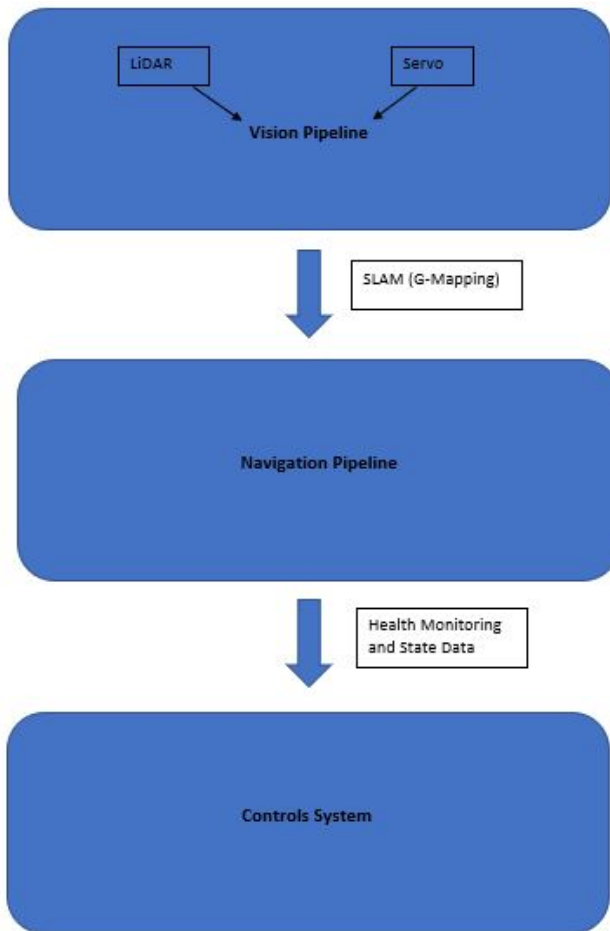 LiDAR
Servo
Vision Pipeline
SLAM (G-Mapping)
Navigation Pipeline
Health Monitoring
and State Data
Controls System